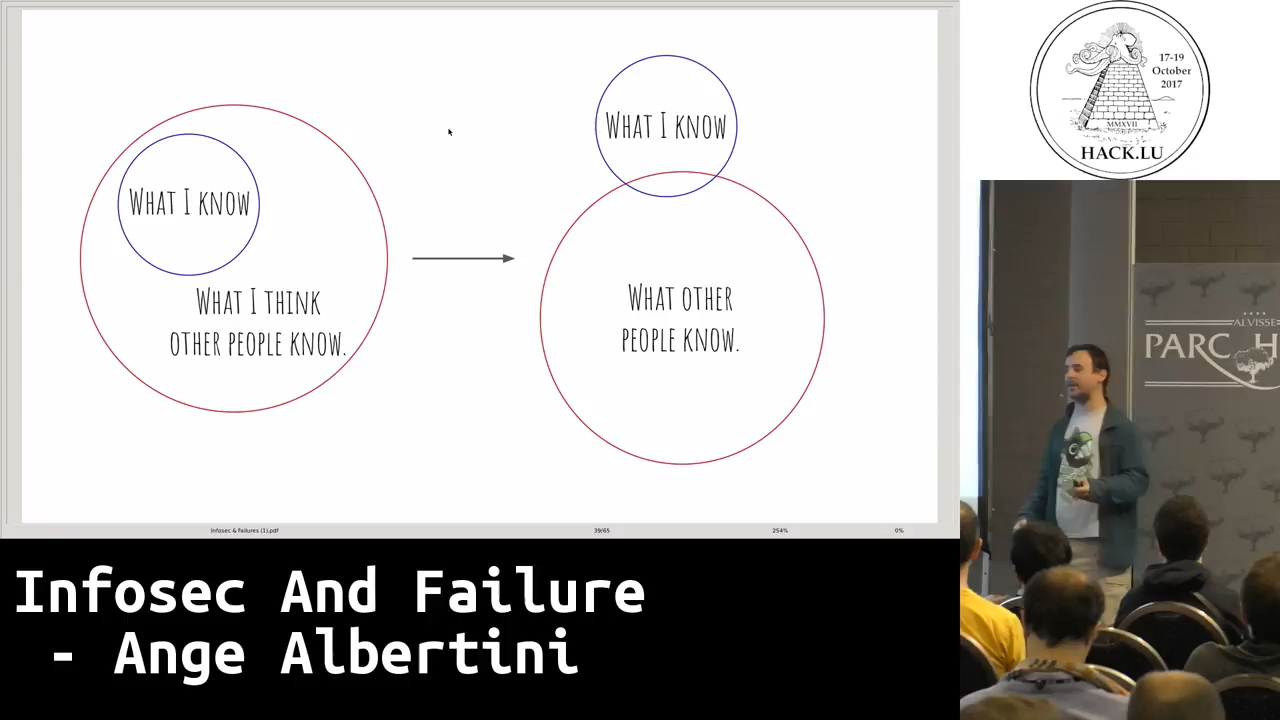 WHAT I KNOW
WHAT I THINK
OTHER PEOPLE KNOW.
WHAT I KNOW
WHAT OTHER
PEOPLE KNOW.
Infosec & Failures (1).pdf
39/65
254%
0%
17-19
October
2017
MMXVII
HACK.LU
ALVISSE
PARC H
Infosec And Failure
- Ange Albertini